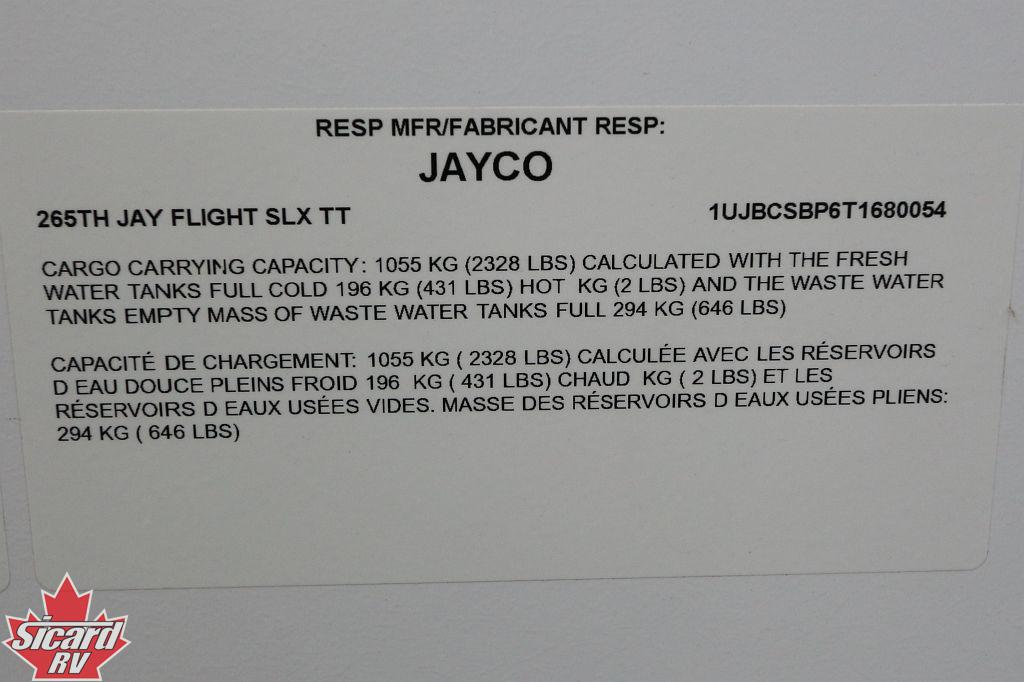 RESP MFR/FABRICANT RESP:
JAYCO
265TH JAY FLIGHT SLX TT 1UJBCSBP6T1680054
CARGO CARRYING CAPACITY: 1055 KG (2328 LBS) CALCULATED WITH THE FRESH
WATER TANKS FULL COLD 196 KG (431 LBS) HOT  KG (2 LBS) AND THE WASTE WATER
TANKS EMPTY MASS OF WASTE WATER TANKS FULL 294 KG (646 LBS)
CAPACITÉ DE CHARGEMENT: 1055 KG ( 2328 LBS) CALCULÉE AVEC LES RÉSERVOIRS
D EAU DOUCE PLEINS FROID 196  KG ( 431 LBS) CHAUD  KG ( 2 LBS) ET LES
RÉSERVOIRS D EAUX USÉES VIDES. MASSE DES RÉSERVOIRS D EAUX USÉES PLIENS:
294 KG ( 646 LBS)
Sicard
RV